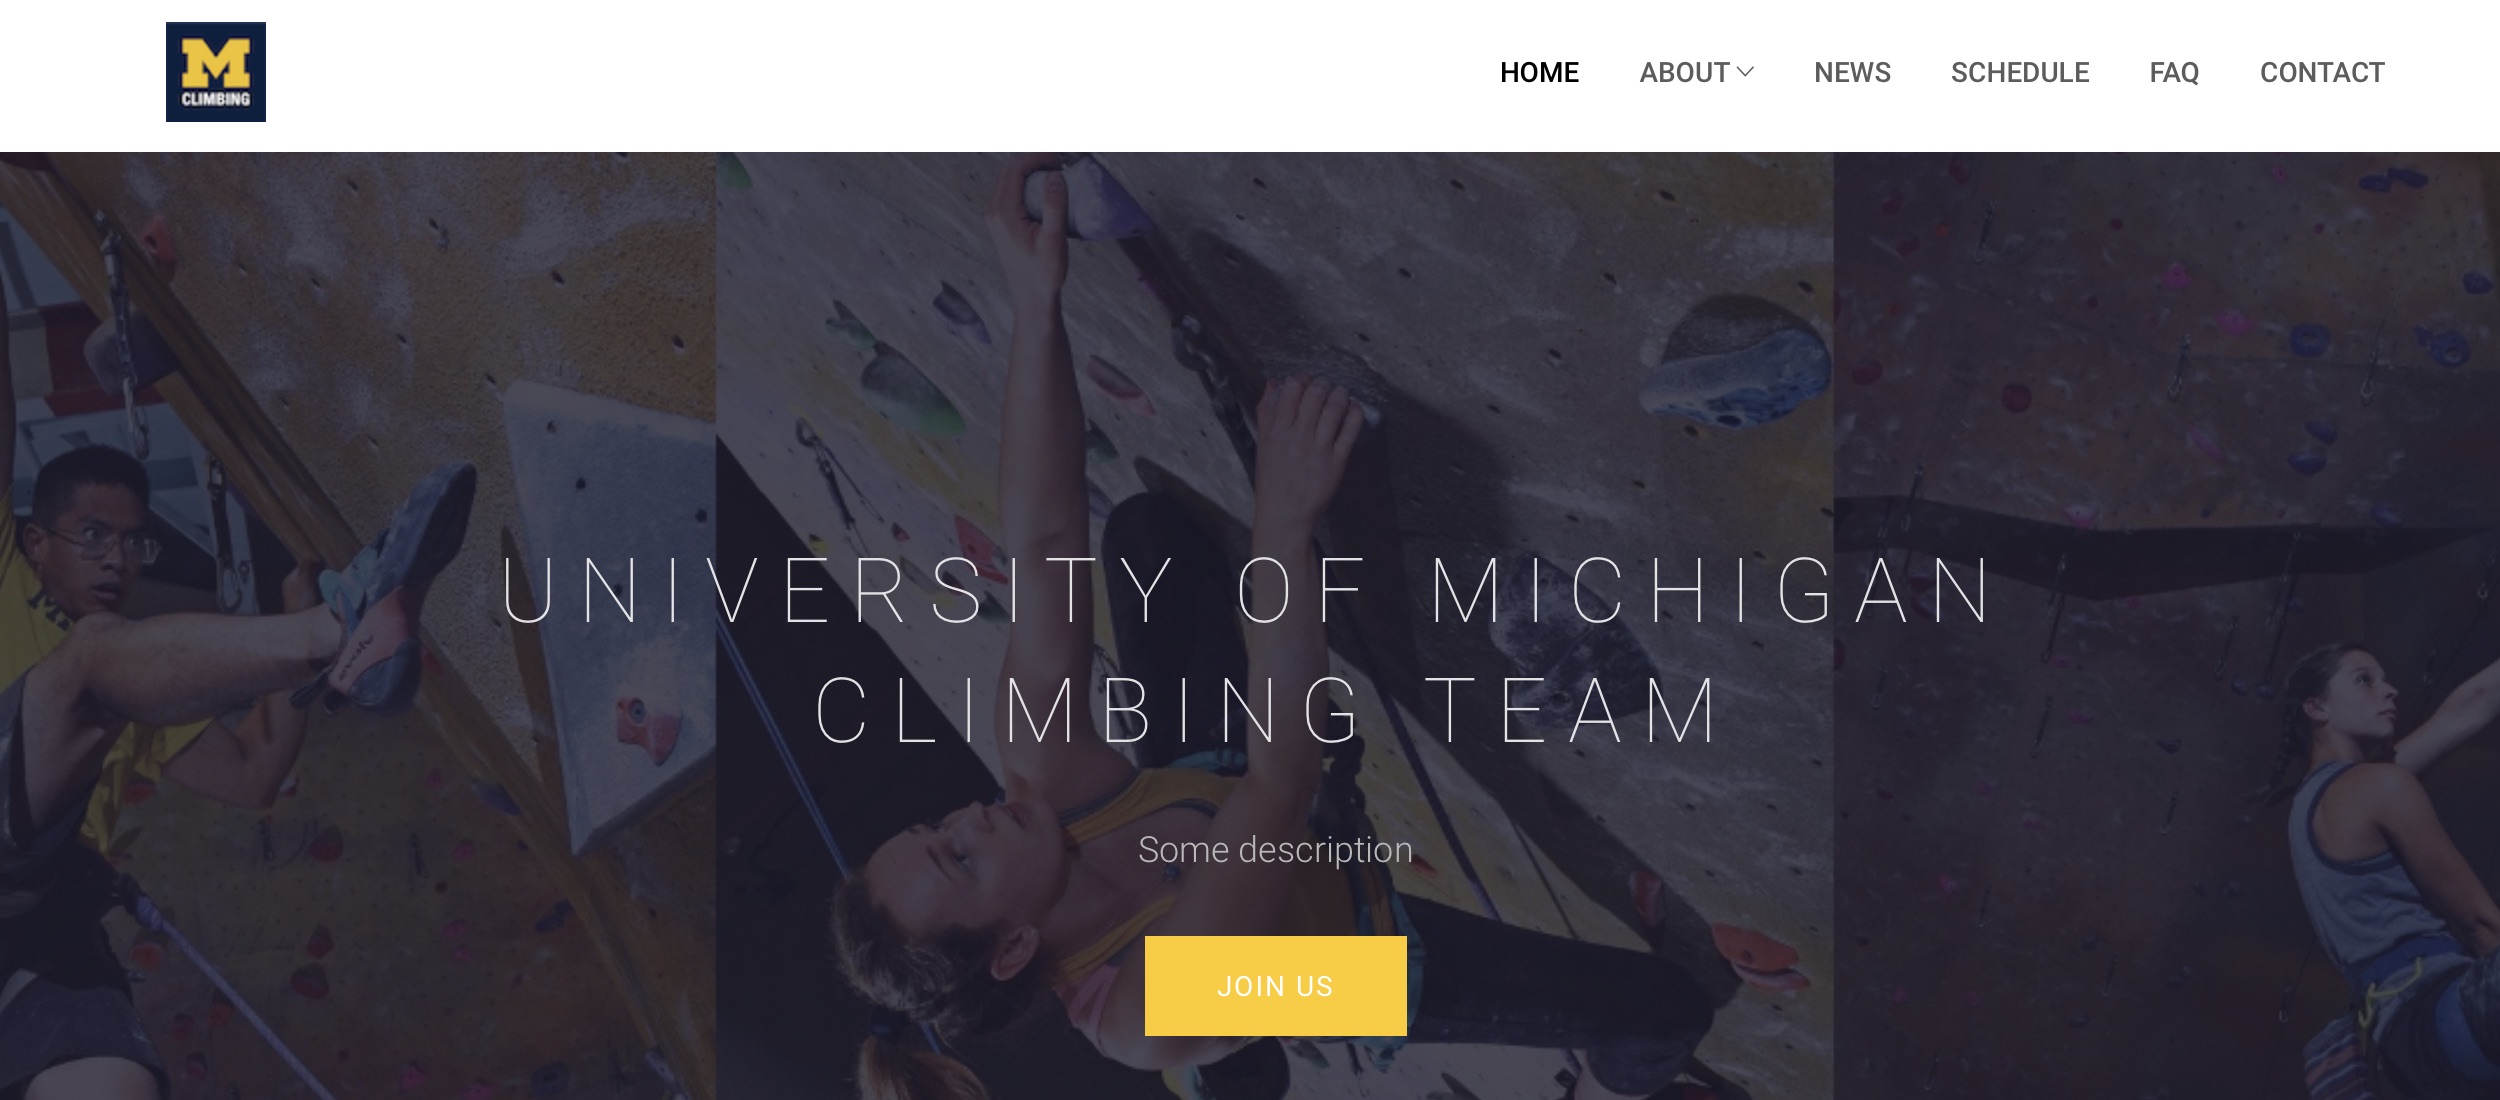 M
CLIMBING
HOME ABOUT NEWS SCHEDULE FAQ CONTACT
UNIVERSITY OF MICHIGAN
CLIMBING TEAM
Some description
JOIN US